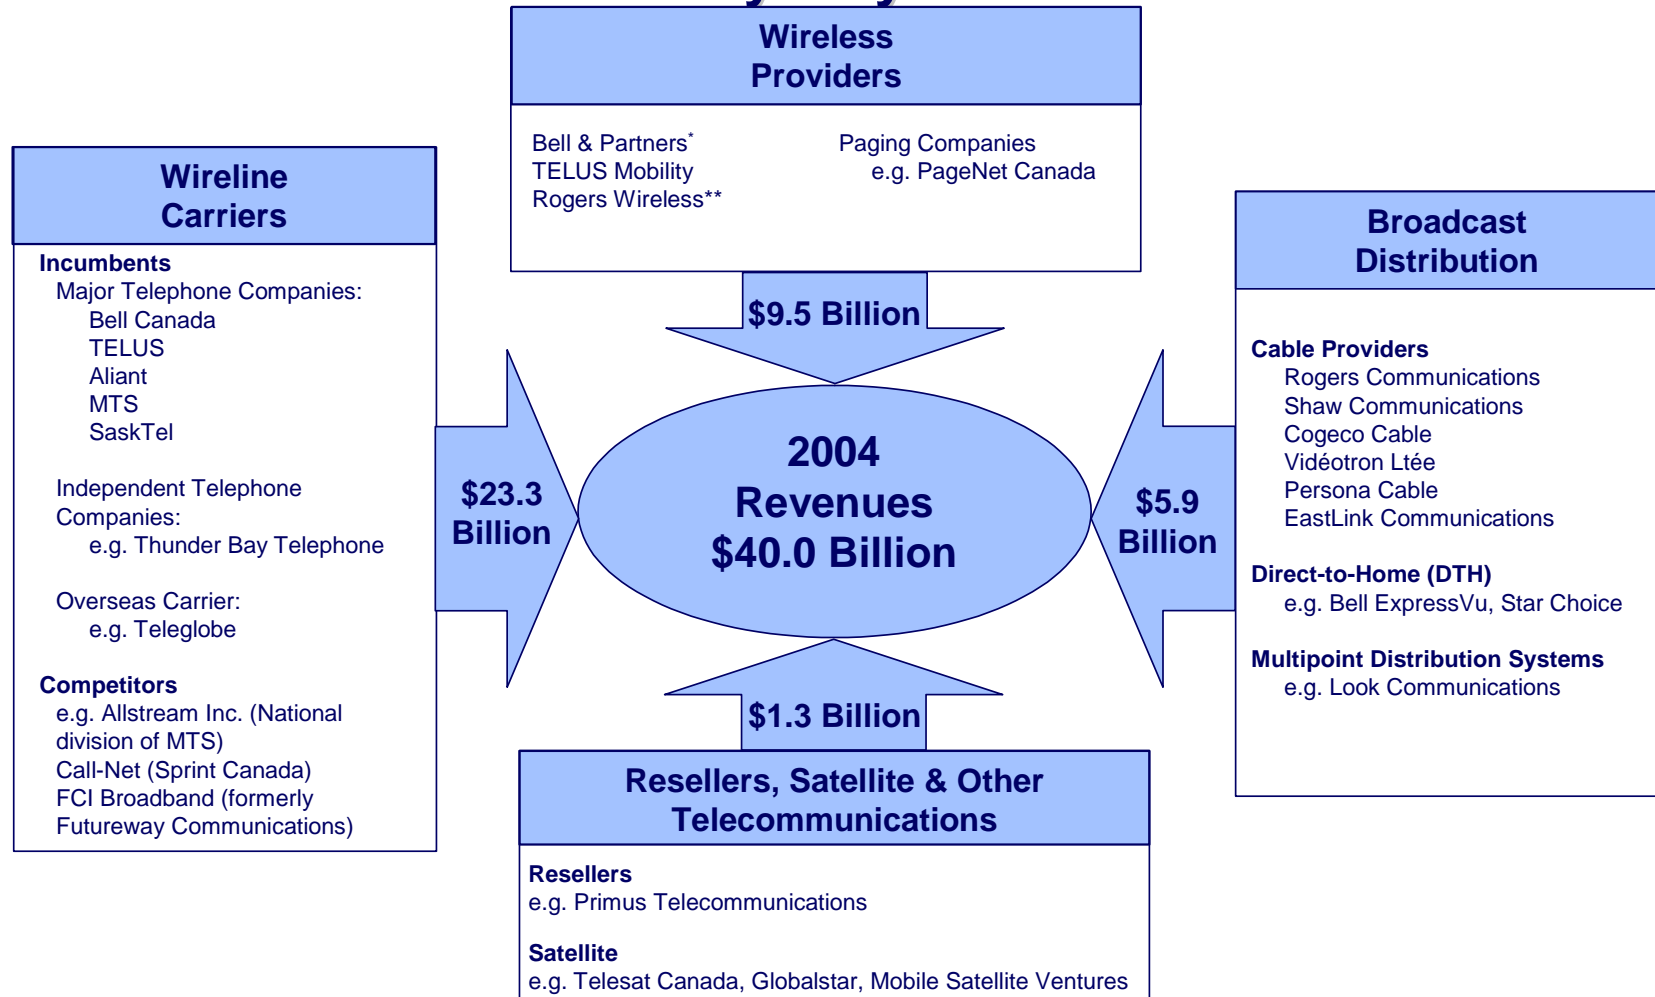 Wireless
Providers
Bell & Partners*
TELUS Mobility
Rogers Wireless**
Paging Companies
e.g. PageNet Canada
Wireline
Carriers
Incumbents
Major Telephone Companies:
Bell Canada
TELUS
Aliant
MTS
SaskTel
Independent Telephone
Companies:
e.g. Thunder Bay Telephone
Overseas Carrier:
e.g. Teleglobe
Competitors
e.g. Allstream Inc. (National
division of MTS)
Call-Net (Sprint Canada)
FCI Broadband (formerly
Futureway Communications)
$9.5 Billion
$23.3
Billion
2004
Revenues
$40.0 Billion
$5.9
Billion
$1.3 Billion
Broadcast
Distribution
Cable Providers
Rogers Communications
Shaw Communications
Cogeco Cable
Vidéotron Ltée
Persona Cable
EastLink Communications
Direct-to-Home (DTH)
e.g. Bell ExpressVu, Star Choice
Multipoint Distribution Systems
e.g. Look Communications
Resellers, Satellite & Other
Telecommunications
Resellers
e.g. Primus Telecommunications
Satellite
e.g. Telesat Canada, Globalstar, Mobile Satellite Ventures